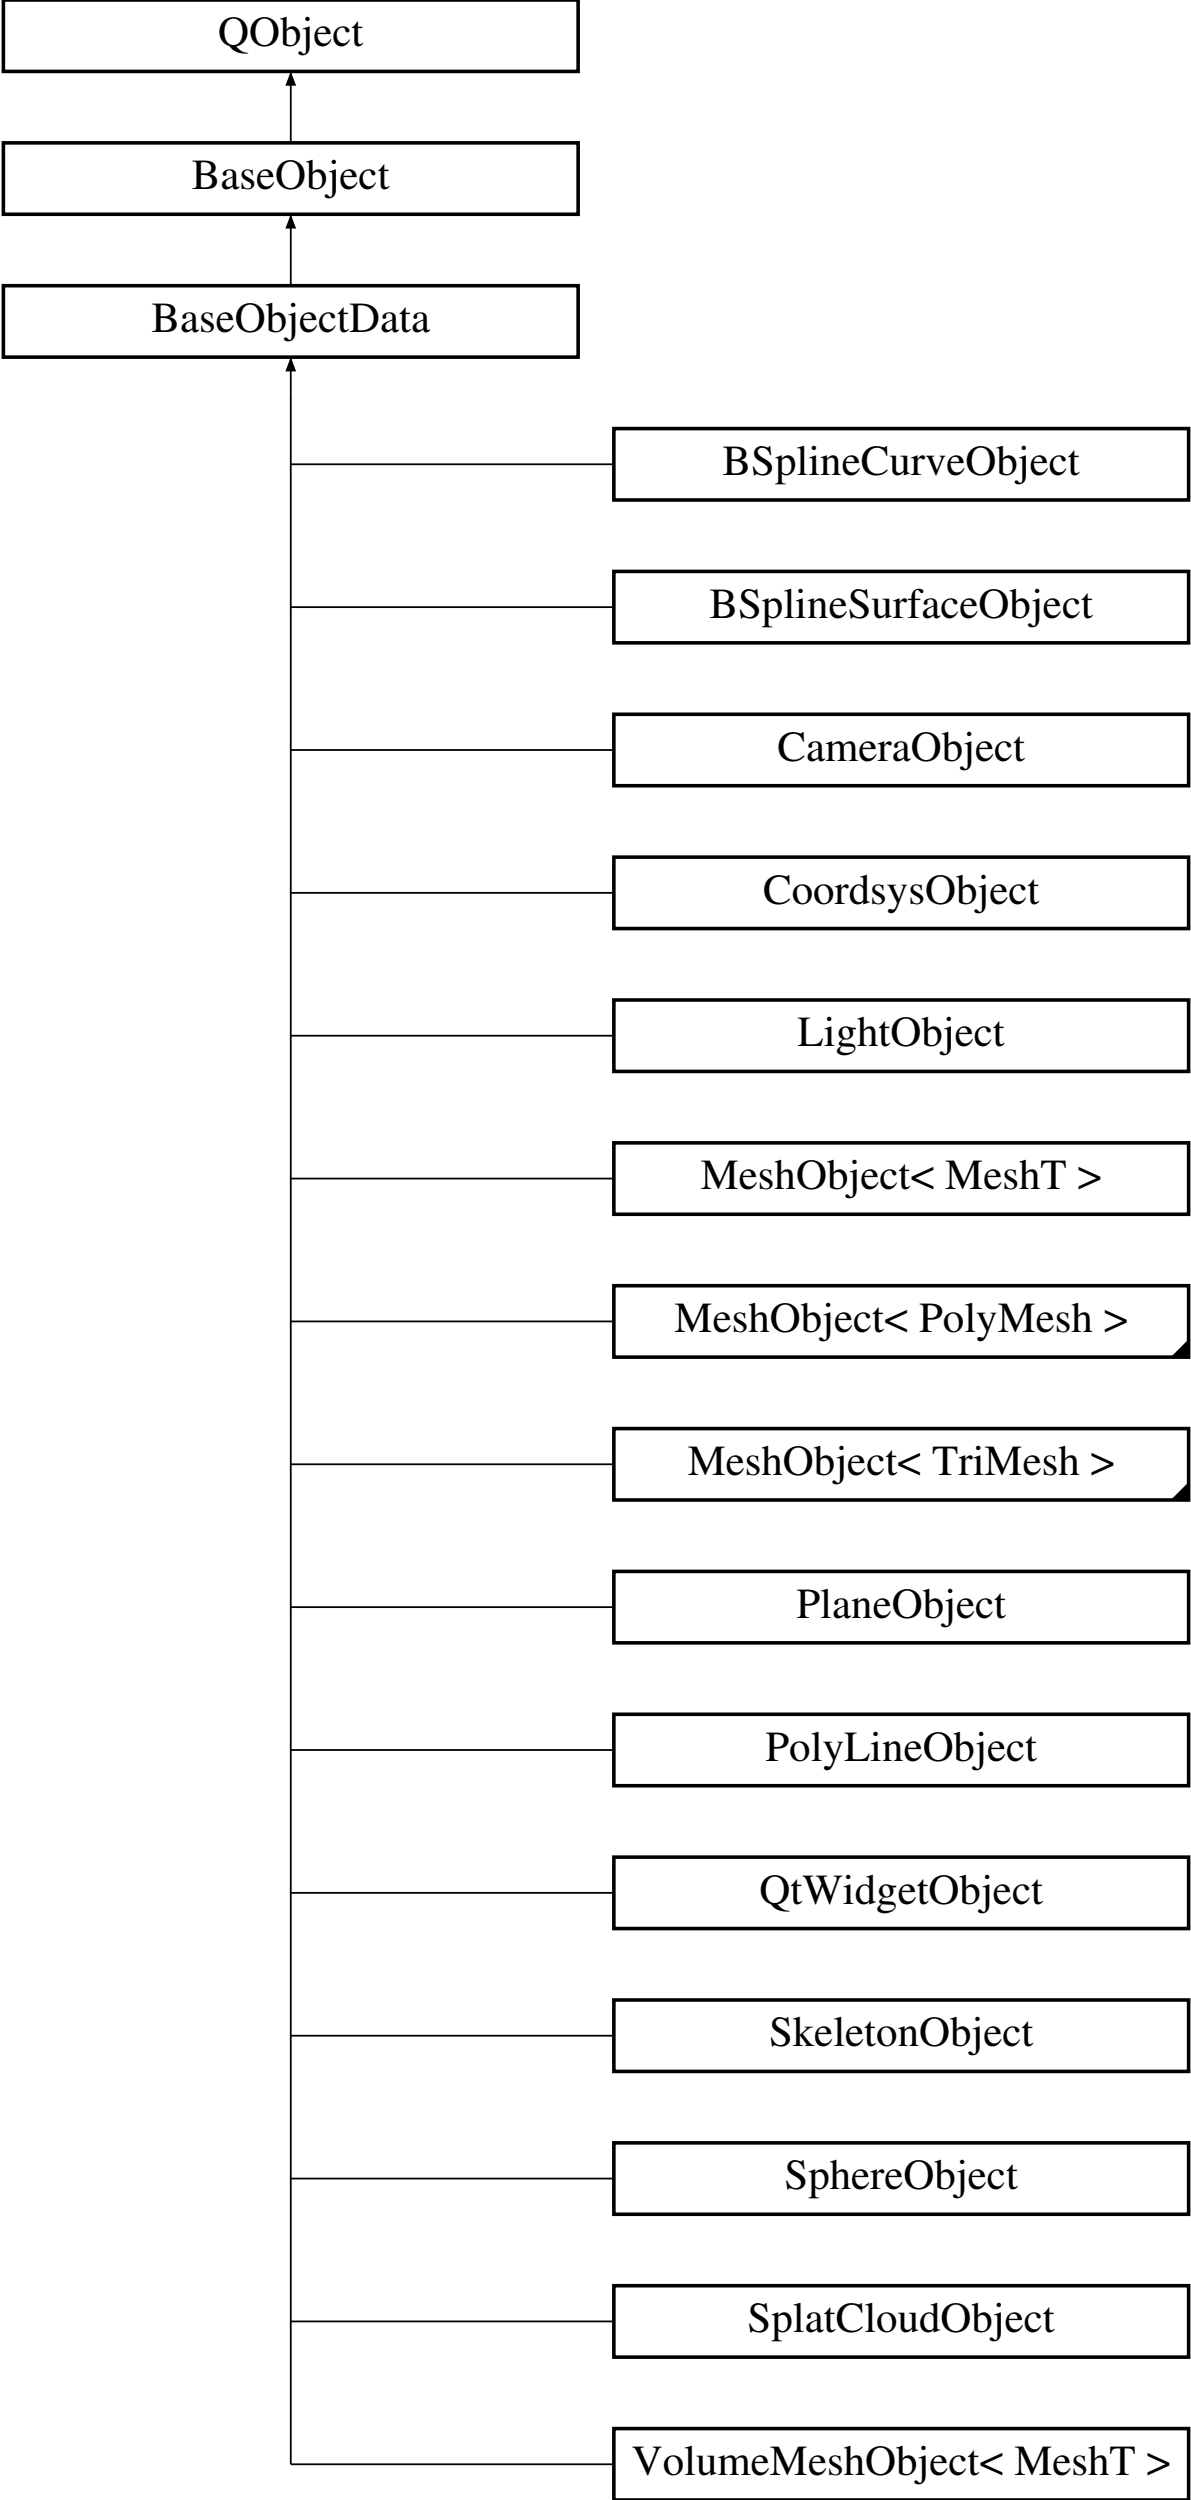 QObject
BaseObject
BaseObjectData
BSplineCurveObject
BSplineSurfaceObject
CameraObject
CoordsysObject
LightObject
MeshObject< MeshT >
MeshObject< PolyMesh >
MeshObject< TriMesh >
PlaneObject
PolyLineObject
QtWidgetObject
SkeletonObject
SphereObject
SplatCloudObject
VolumeMeshObject< MeshT >